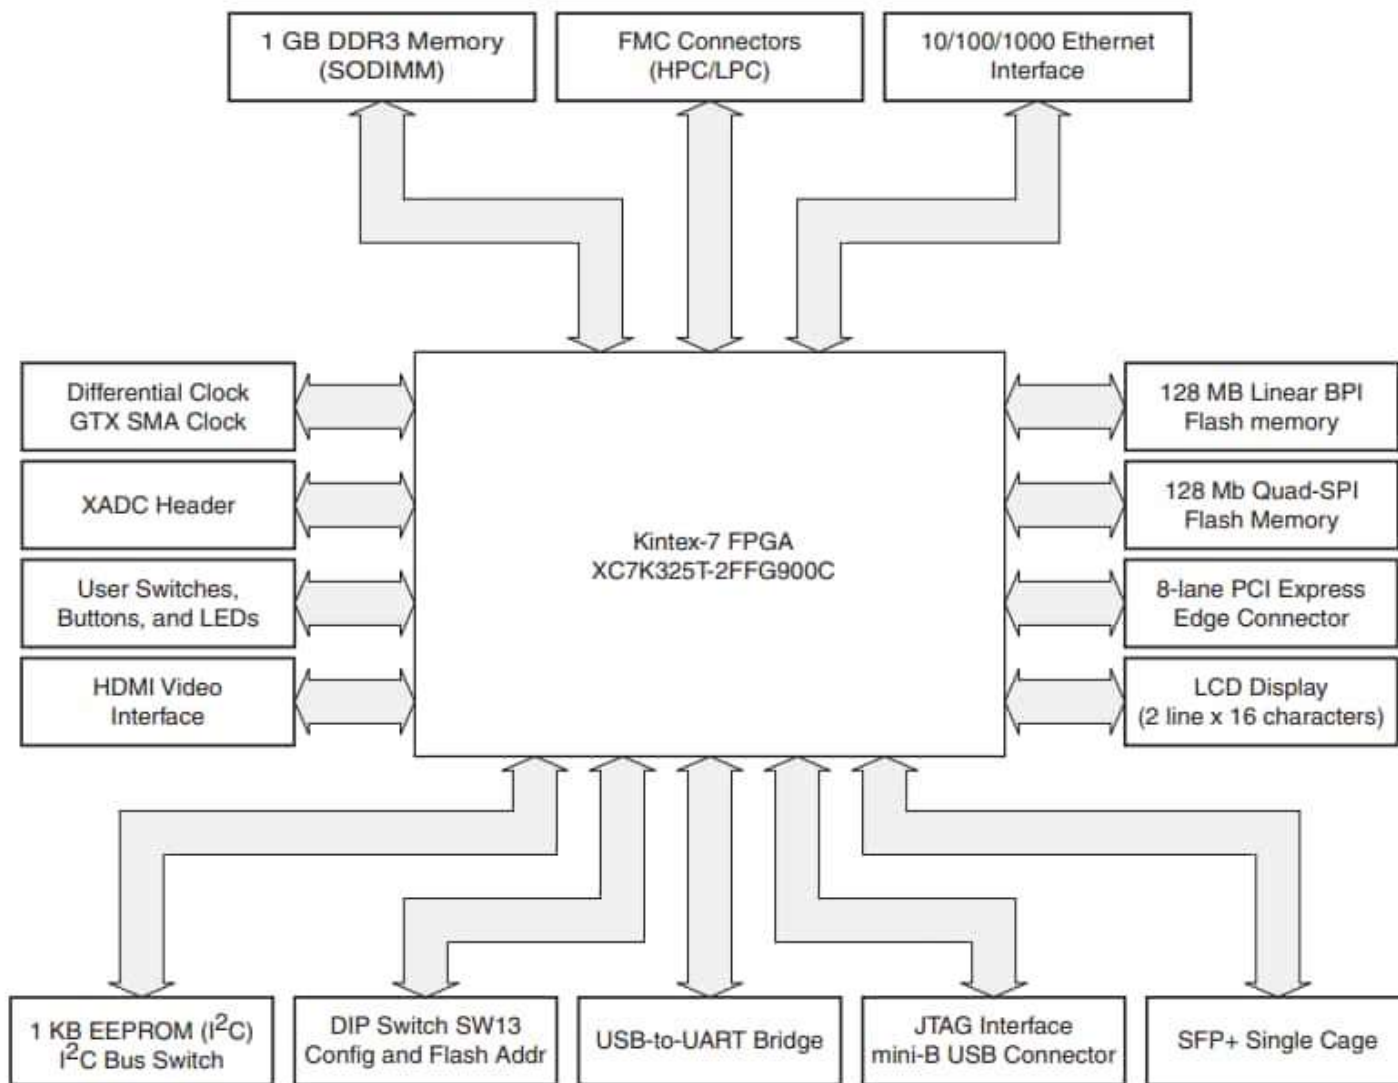 1 GB DDR3 Memory
(SODIMM)
FMC Connectors
(HPC/LPC)
10/100/1000 Ethernet
Interface
Differential Clock
GTX SMA Clock
XADC Header
User Switches,
Buttons, and LEDs
HDMI Video
Interface
Kintex-7 FPGA
XC7K325T-2FFG900C
128 MB Linear BPI
Flash memory
128 Mb Quad-SPI
Flash Memory
8-lane PCI Express
Edge Connector
LCD Display
(2 line x 16 characters)
1 KB EEPROM (I²C)
I²C Bus Switch
DIP Switch SW13
Config and Flash Addr
USB-to-UART Bridge
JTAG Interface
mini-B USB Connector
SFP+ Single Cage